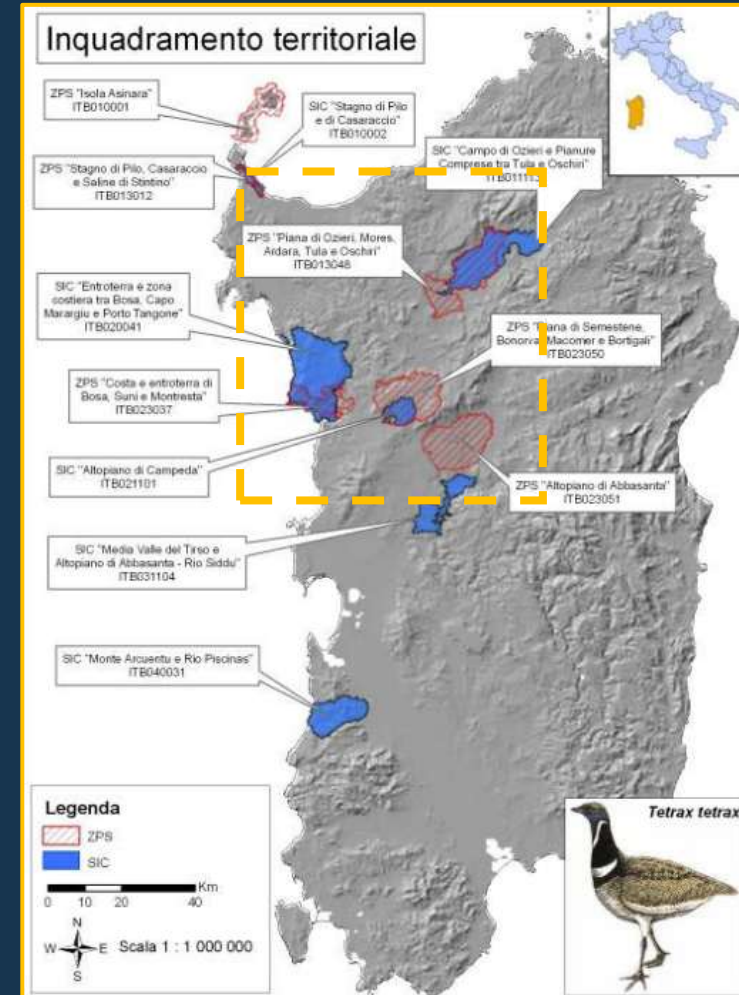 Inquadramento territoriale
ZPS "Isola Asinara"
ITB010001
SIC "Stagno di Pilo
e di Casaraccio"
ITB010002
ZPS "Stagno di Pilo, Casaraccio
e Saline di Stintino"
ITB013012
SIC "Campo di Ozieri e Pianure
Comprese tra Tula e Oschiri"
ZPS "Piana di Ozieri, Mores,
Ardara, Tula e Oschiri"
ITB013048
SIC "Entroterra e zona
costiera tra Bosa, Capo
Marargiu e Porto Tangone"
ITB020041
ZPS "Piana di Semestene,
Bonorva, Macomer e Bortigali"
ITB023050
ZPS "Costa e entroterra di
Bosa, Suni e Montresta"
ITB023037
SIC "Altopiano di Campeda"
ITB021101
ZPS "Altopiano di Abbasanta"
ITB023051
SIC "Media Valle del Tirso e
Altopiano di Abbasanta - Rio Siddu"
ITB031104
SIC "Monte Arcuentu e Rio Piscinas"
ITB040031
Legenda
ZPS
SIC
Km
0 10 20 40
N
W E
S
Scala 1 : 1 000 000
Tetrax tetrax